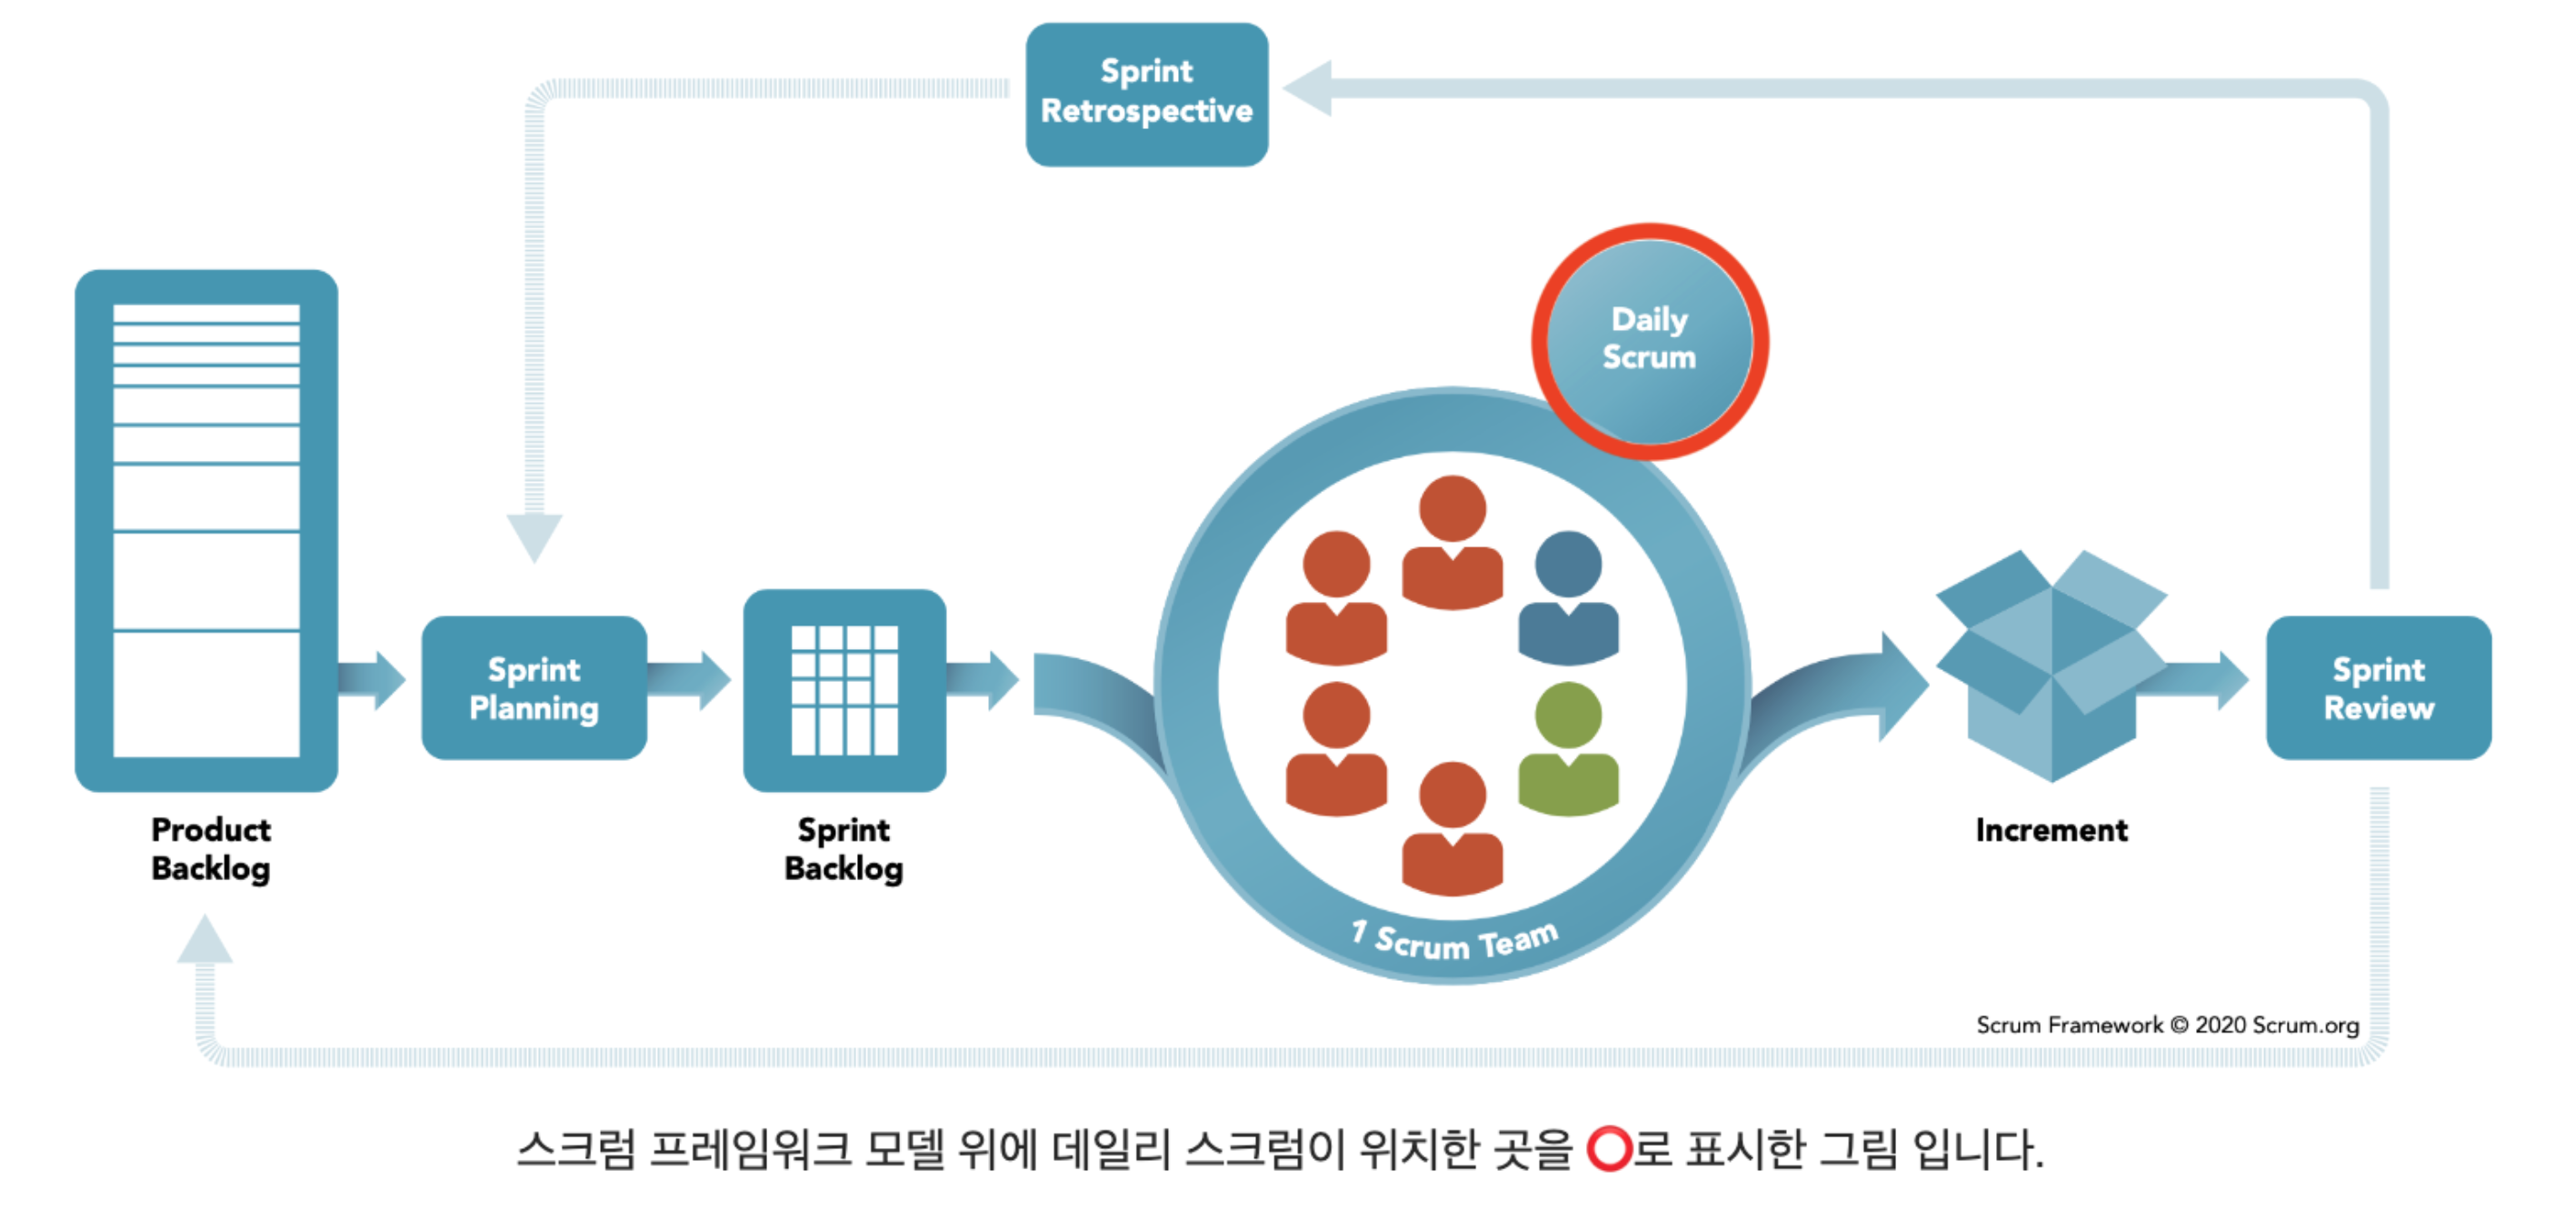 Sprint
Retrospective
Daily
Scrum
Sprint
Planning
Sprint
Review
Product
Backlog
Sprint
Backlog
Increment
1 Scrum Team
Scrum Framework © 2020 Scrum.org
스크럼 프레임워크 모델 위에 데일리 스크럼이 위치한 곳을 ⭕로 표시한 그림 입니다.